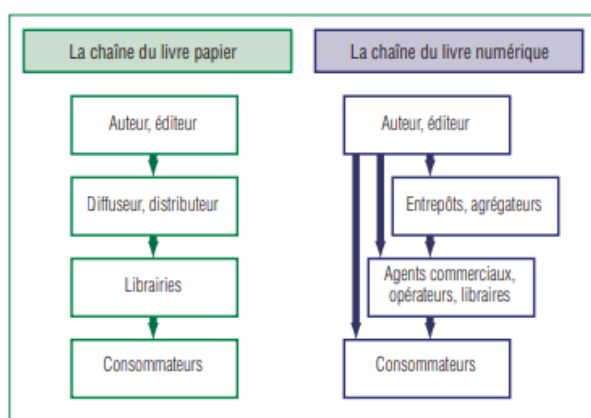 La chaîne du livre papier
Auteur, éditeur
Diffuseur, distributeur
Librairies
Consommateurs
La chaîne du livre numérique
Auteur, éditeur
Entrepôts, agrégateurs
Agents commerciaux,
opérateurs, libraires
Consommateurs